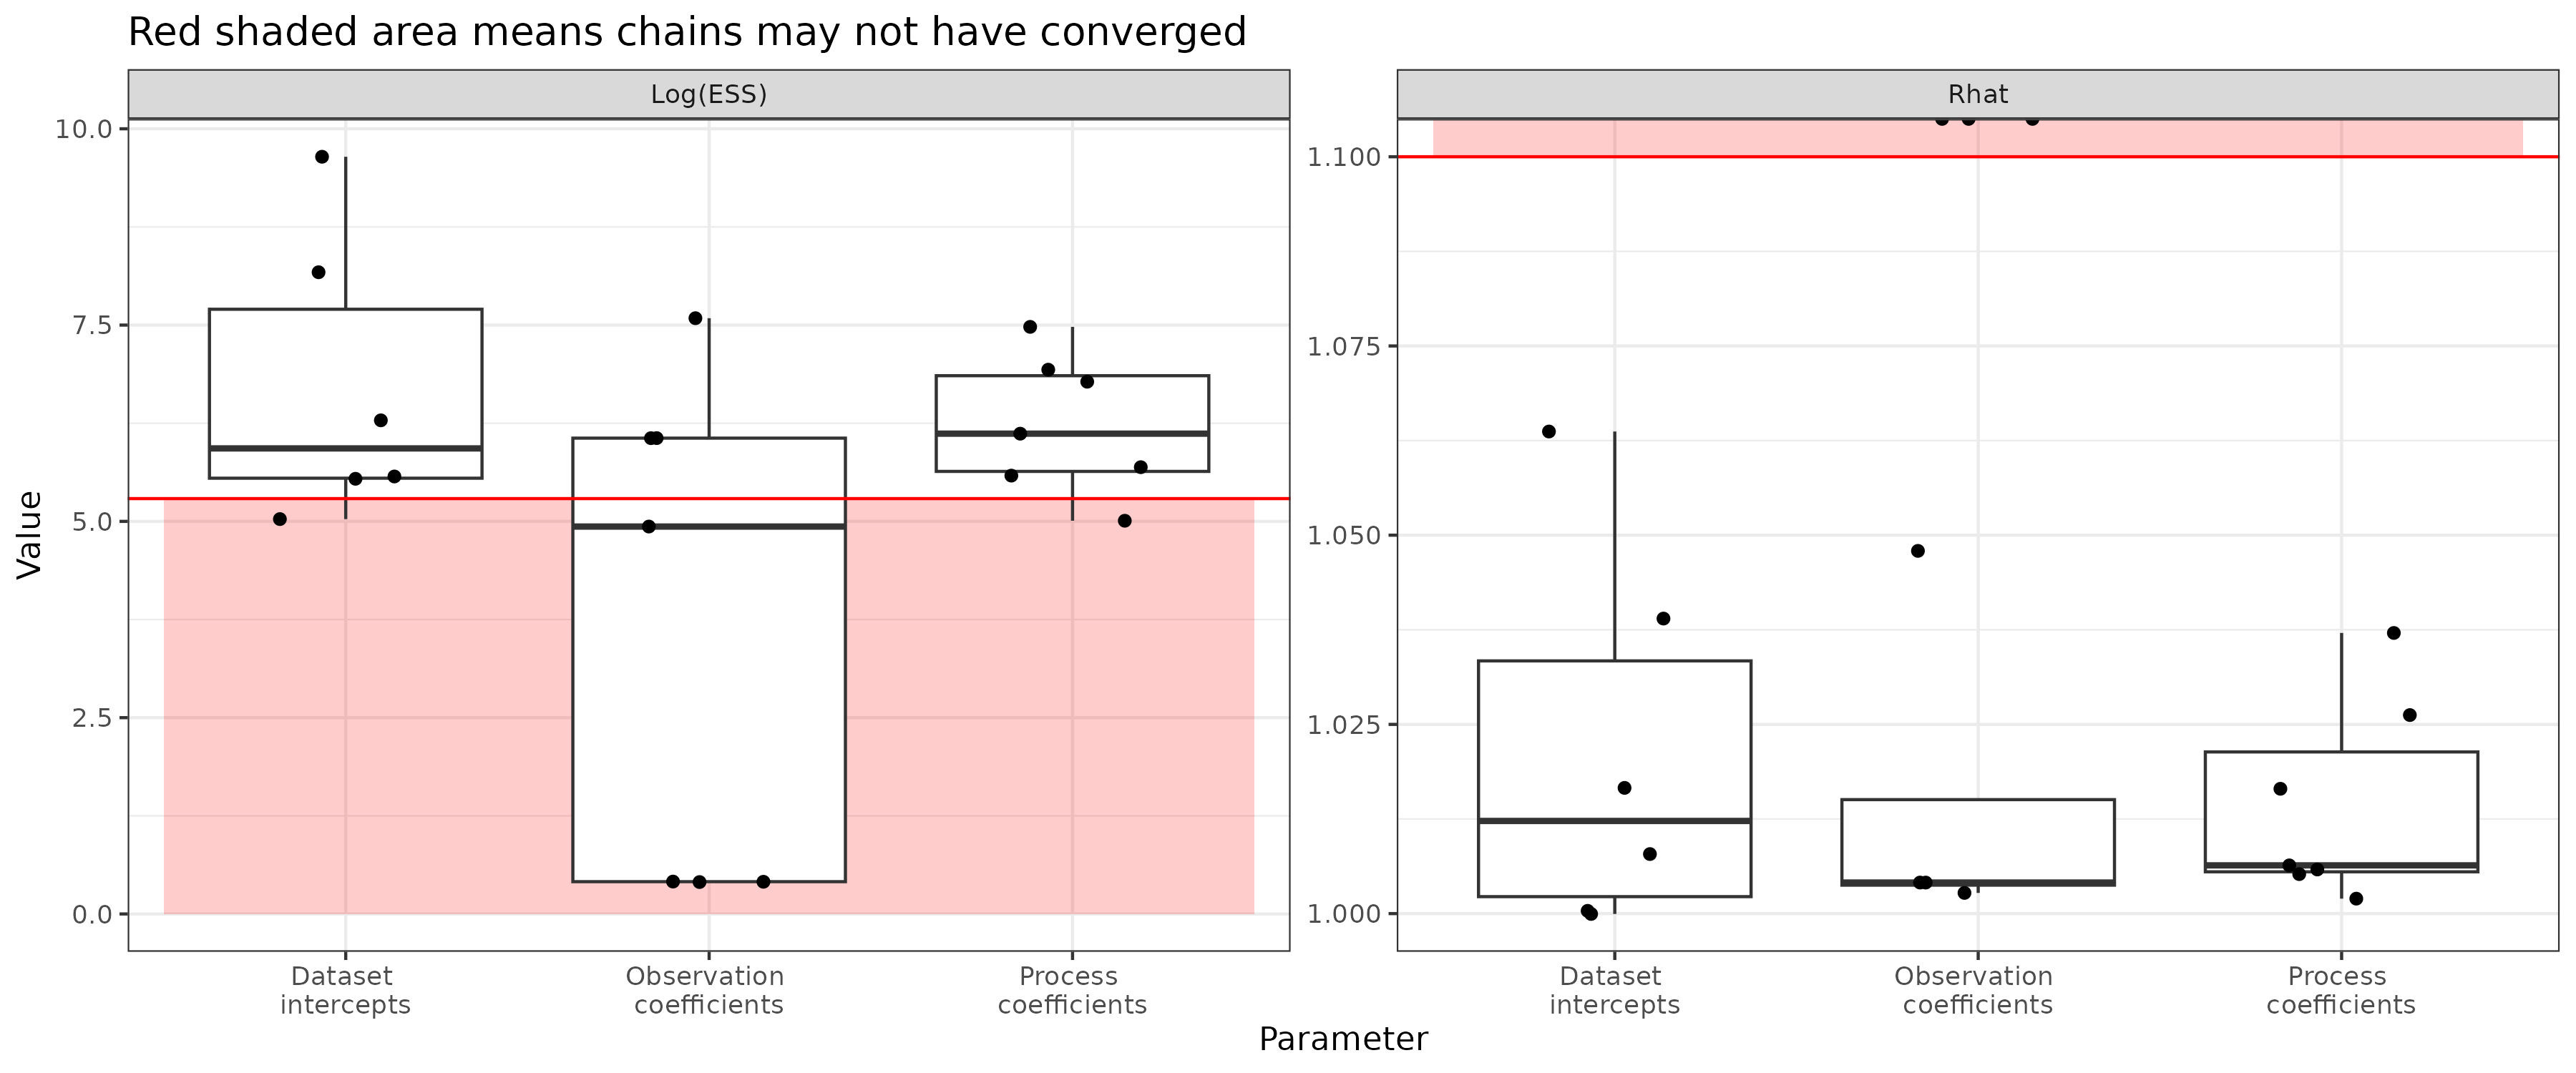 Red shaded area means chains may not have converged
Log(ESS)
Rhat
Value
10.0
7.5
5.0
2.5
0.0
1.100
1.075
1.050
1.025
1.000
Dataset
intercepts
Observation
coefficients
Process
coefficients
Dataset
intercepts
Observation
coefficients
Process
coefficients
Parameter